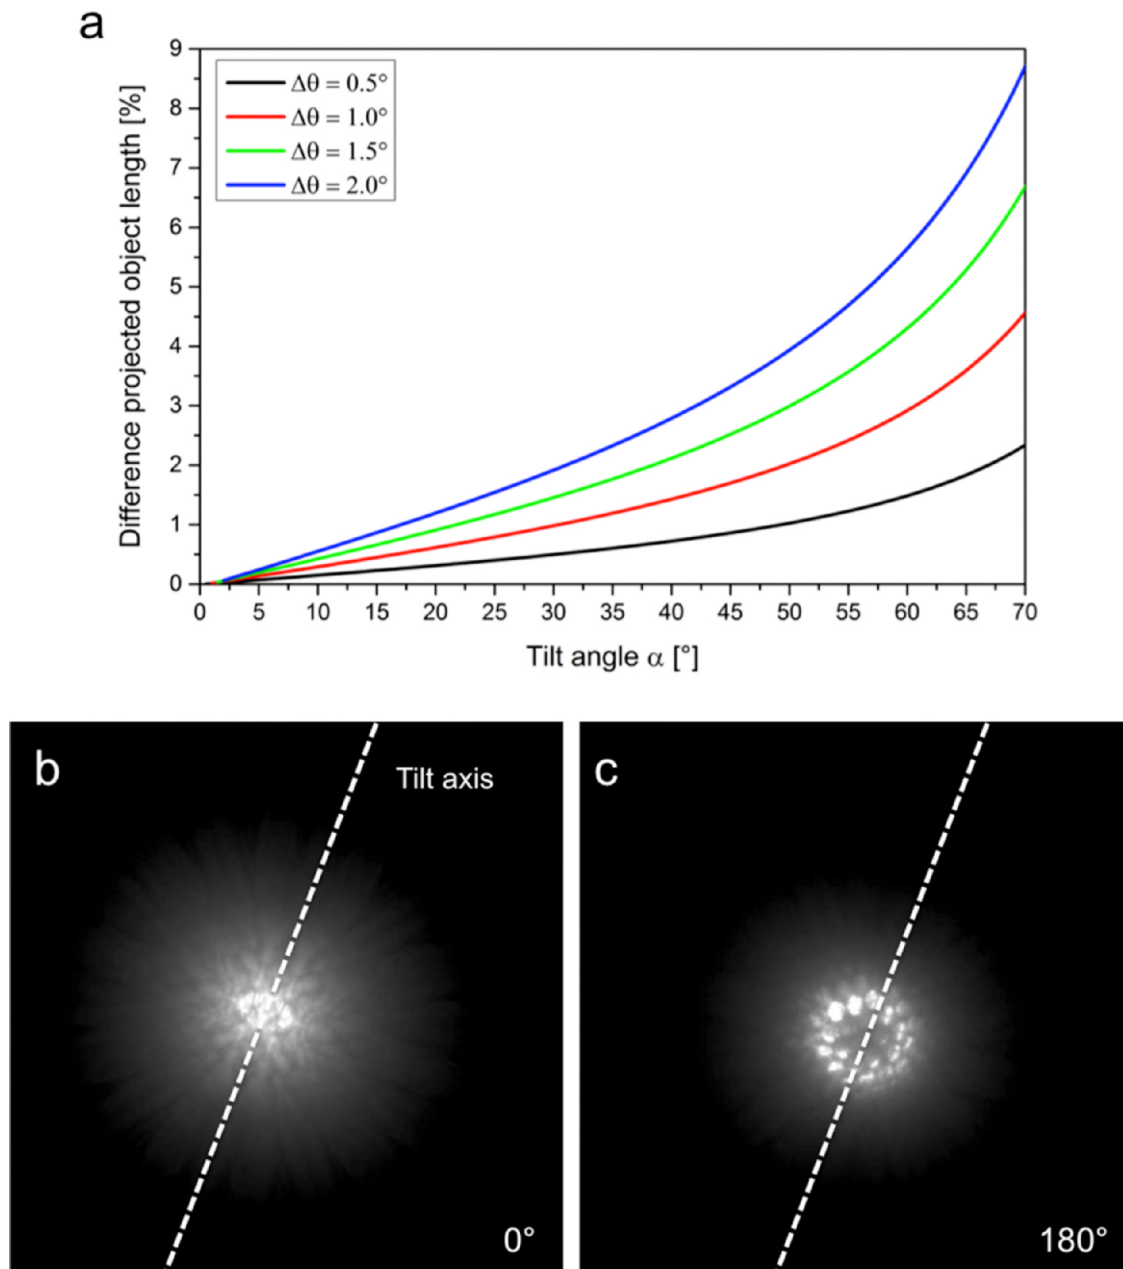 a
Difference projected object length [%]
9
8
7
6
5
4
3
2
1
0
Δθ = 0.5°
Δθ = 1.0°
Δθ = 1.5°
Δθ = 2.0°
0 5 10 15 20 25 30 35 40 45 50 55 60 65 70
Tilt angle α [°]
b
Tilt axis
0°
c
180°